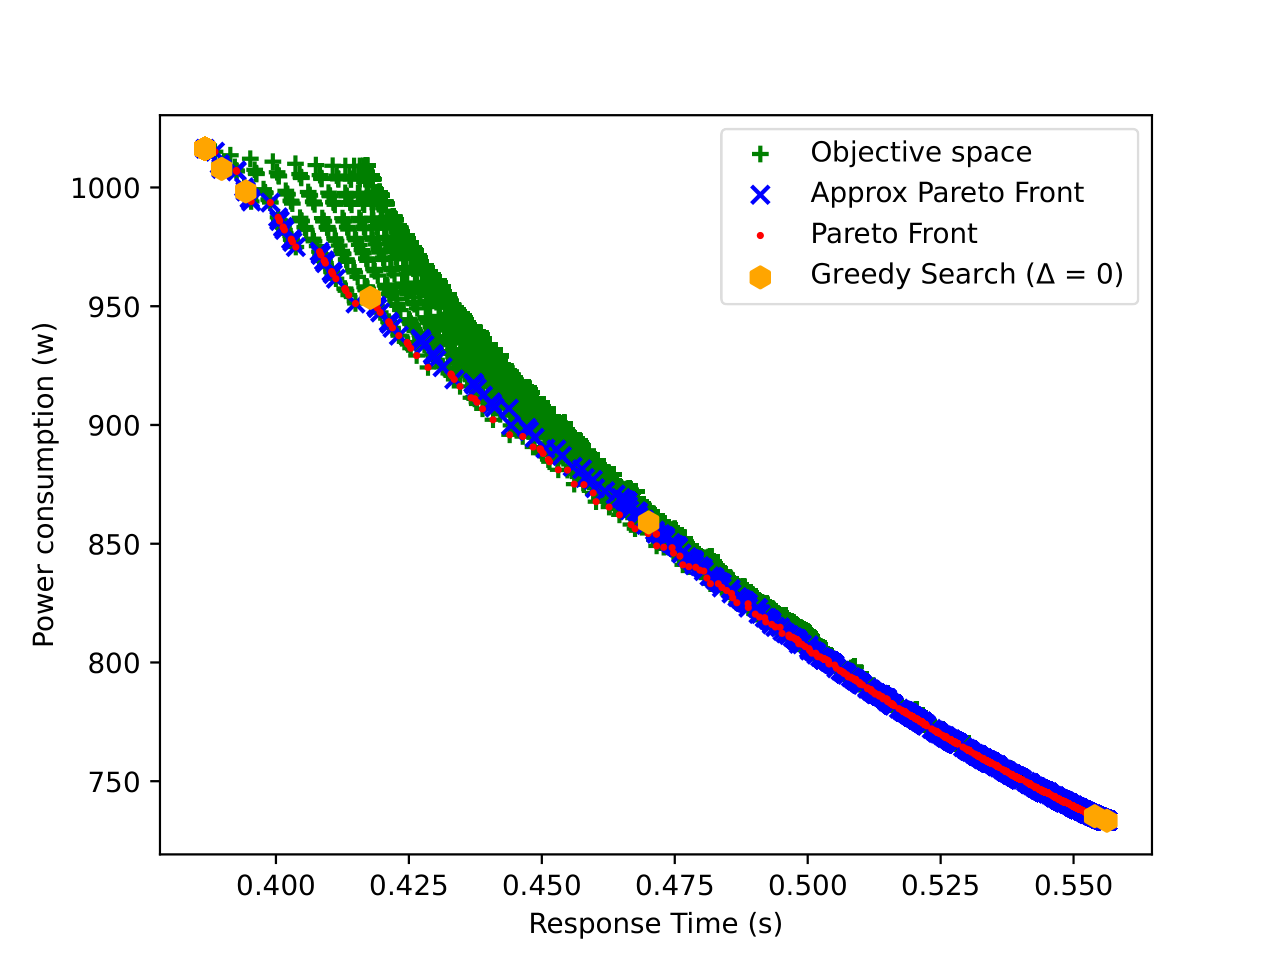 Objective space
Approx Pareto Front
Pareto Front
Greedy Search (Δ = 0)
Power consumption (w)
1000
950
900
850
800
750
0.400 0.425 0.450 0.475 0.500 0.525 0.550
Response Time (s)